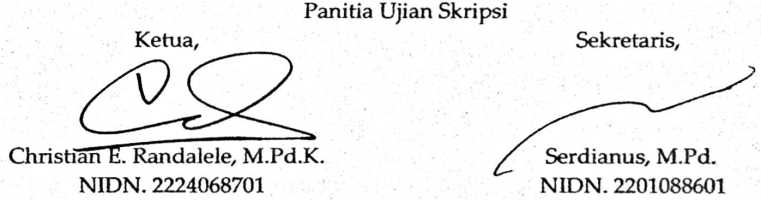 Panitia Ujian Skripsi
Ketua, Sekretaris,
Christian E. Randalele, M.Pd.K. Serdianus, M.Pd.
NIDN. 2224068701 NIDN. 2201088601